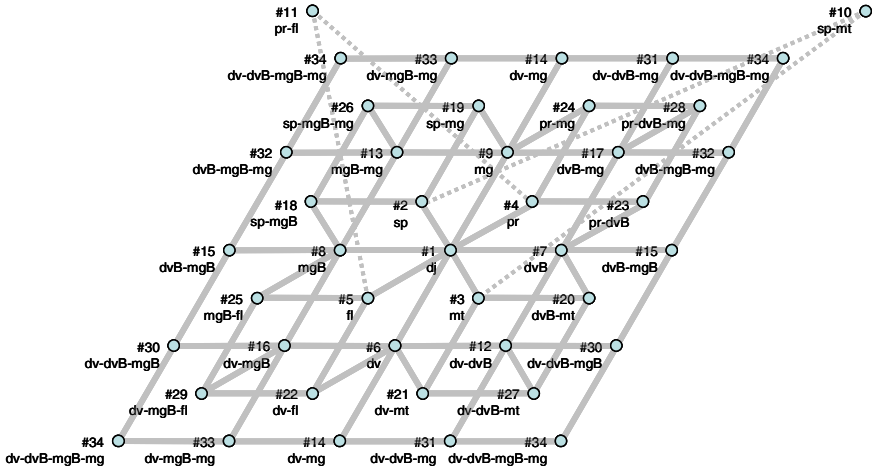 #11 #10
pr-fl sp-mt
#34 #33 #14 #31 #34
dv-dvB-mgB-mg dv-mgB-mg dv-mg dv-dvB-mg dv-dvB-mgB-mg
#26 #19 #24 #28
sp-mgB-mg sp-mg pr-mg pr-dvB-mg
#32 #13 #9 #17 #32
dvB-mgB-mg mgB-mg mg dvB-mg dvB-mgB-mg
#18 #2 #4 #23
sp-mgB sp pr pr-dvB
#15 #8 #1 #7 #15
dvB-mgB mgB dj dvB dvB-mgB
#25 #5 #3 #20
mgB-fl fl mt dvB-mt
#30 #16 #6 #12 #30
dv-dvB-mgB dv-mgB dv dv-dvB dv-dvB-mgB
#29 #22 #21 #27
dv-mgB-fl dv-fl dv-mt dv-dvB-mt
#34 #33 #14 #31 #34
dv-dvB-mgB-mg dv-mgB-mg dv-mg dv-dvB-mg dv-dvB-mgB-mg